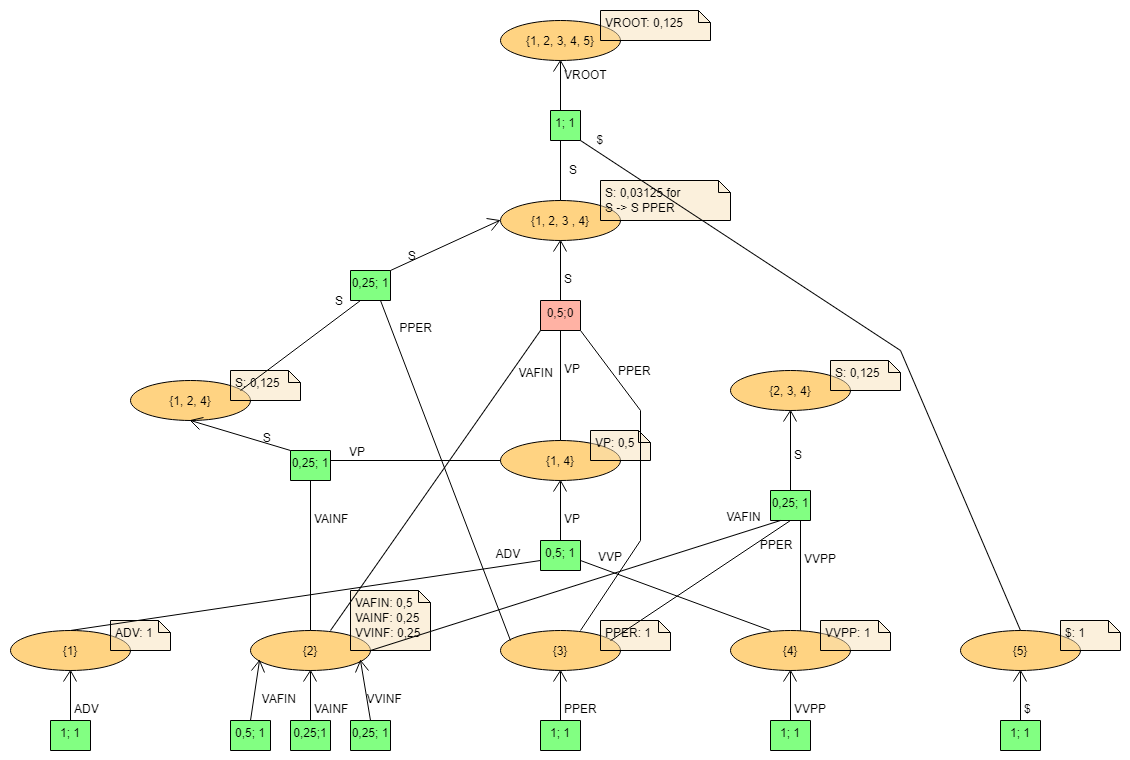 VROOT: 0,125
{1, 2, 3, 4, 5}
VROOT
1; 1
$
S
S: 0,03125 for
S -> S PPER
{1, 2, 3 , 4}
S
S
0,25; 1
S
0,5;0
PPER
VAFIN
VP
PPER
S: 0,125
{1, 2, 4}
S: 0,125
{2, 3, 4}
S
VP
0,25; 1
VP: 0,5
{1, 4}
S
0,25; 1
VAINF
VP
VAFIN
PPER
VVPP
ADV
0,5; 1
VVP
VAFIN: 0,5
VAINF: 0,25
VVINF: 0,25
ADV: 1
{1}
{2}
PPER: 1
{3}
VVPP: 1
{4}
$: 1
{5}
VAFIN
VVINF
ADV
VAINF
PPER
VVPP
$
1; 1
0,5; 1
0,25;1
0,25; 1
1; 1
1; 1
1; 1